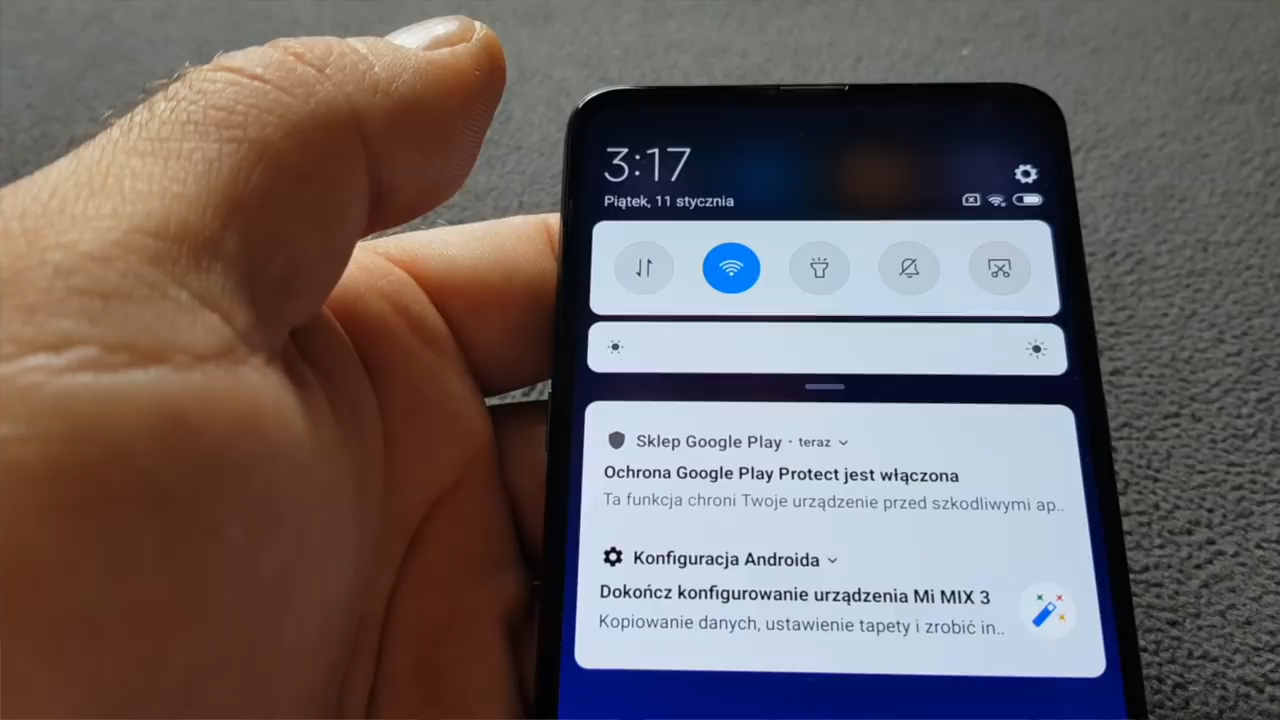 3:17
Piątek, 11 stycznia
Sklep Google Play · teraz
Ochrona Google Play Protect jest włączona
Ta funkcja chroni Twoje urządzenie przed szkodliwymi ap..
Konfiguracja Androida
Dokończ konfigurowanie urządzenia Mi MIX 3
Kopiowanie danych, ustawienie tapety i zrobić in..